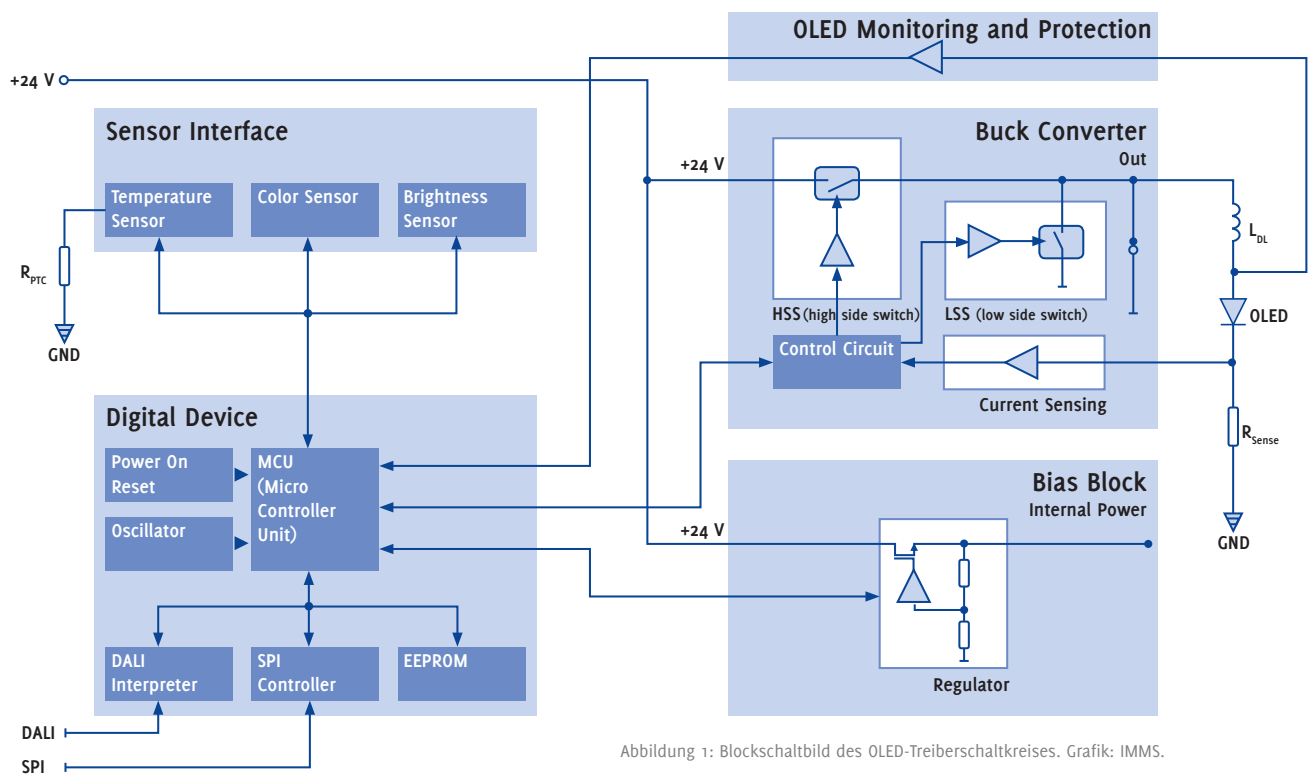 OLED Monitoring and Protection
+24 V
Sensor Interface
Temperature
Sensor
Color Sensor
Brightness
Sensor
R_PTC
GND
Buck Converter
Out
+24 V
HSS (high side switch)
LSS (low side switch)
Control Circuit
Current Sensing
L_DL
OLED
R_Sense
GND
Digital Device
Power On
Reset
Oscillator
MCU
(Micro
Controller
Unit)
DALI
Interpreter
SPI
Controller
EEPROM
DALI
SPI
Bias Block
Internal Power
+24 V
Regulator
Abbildung 1: Blockschaltbild des OLED-Treiberschaltkreises. Grafik: IMMS.